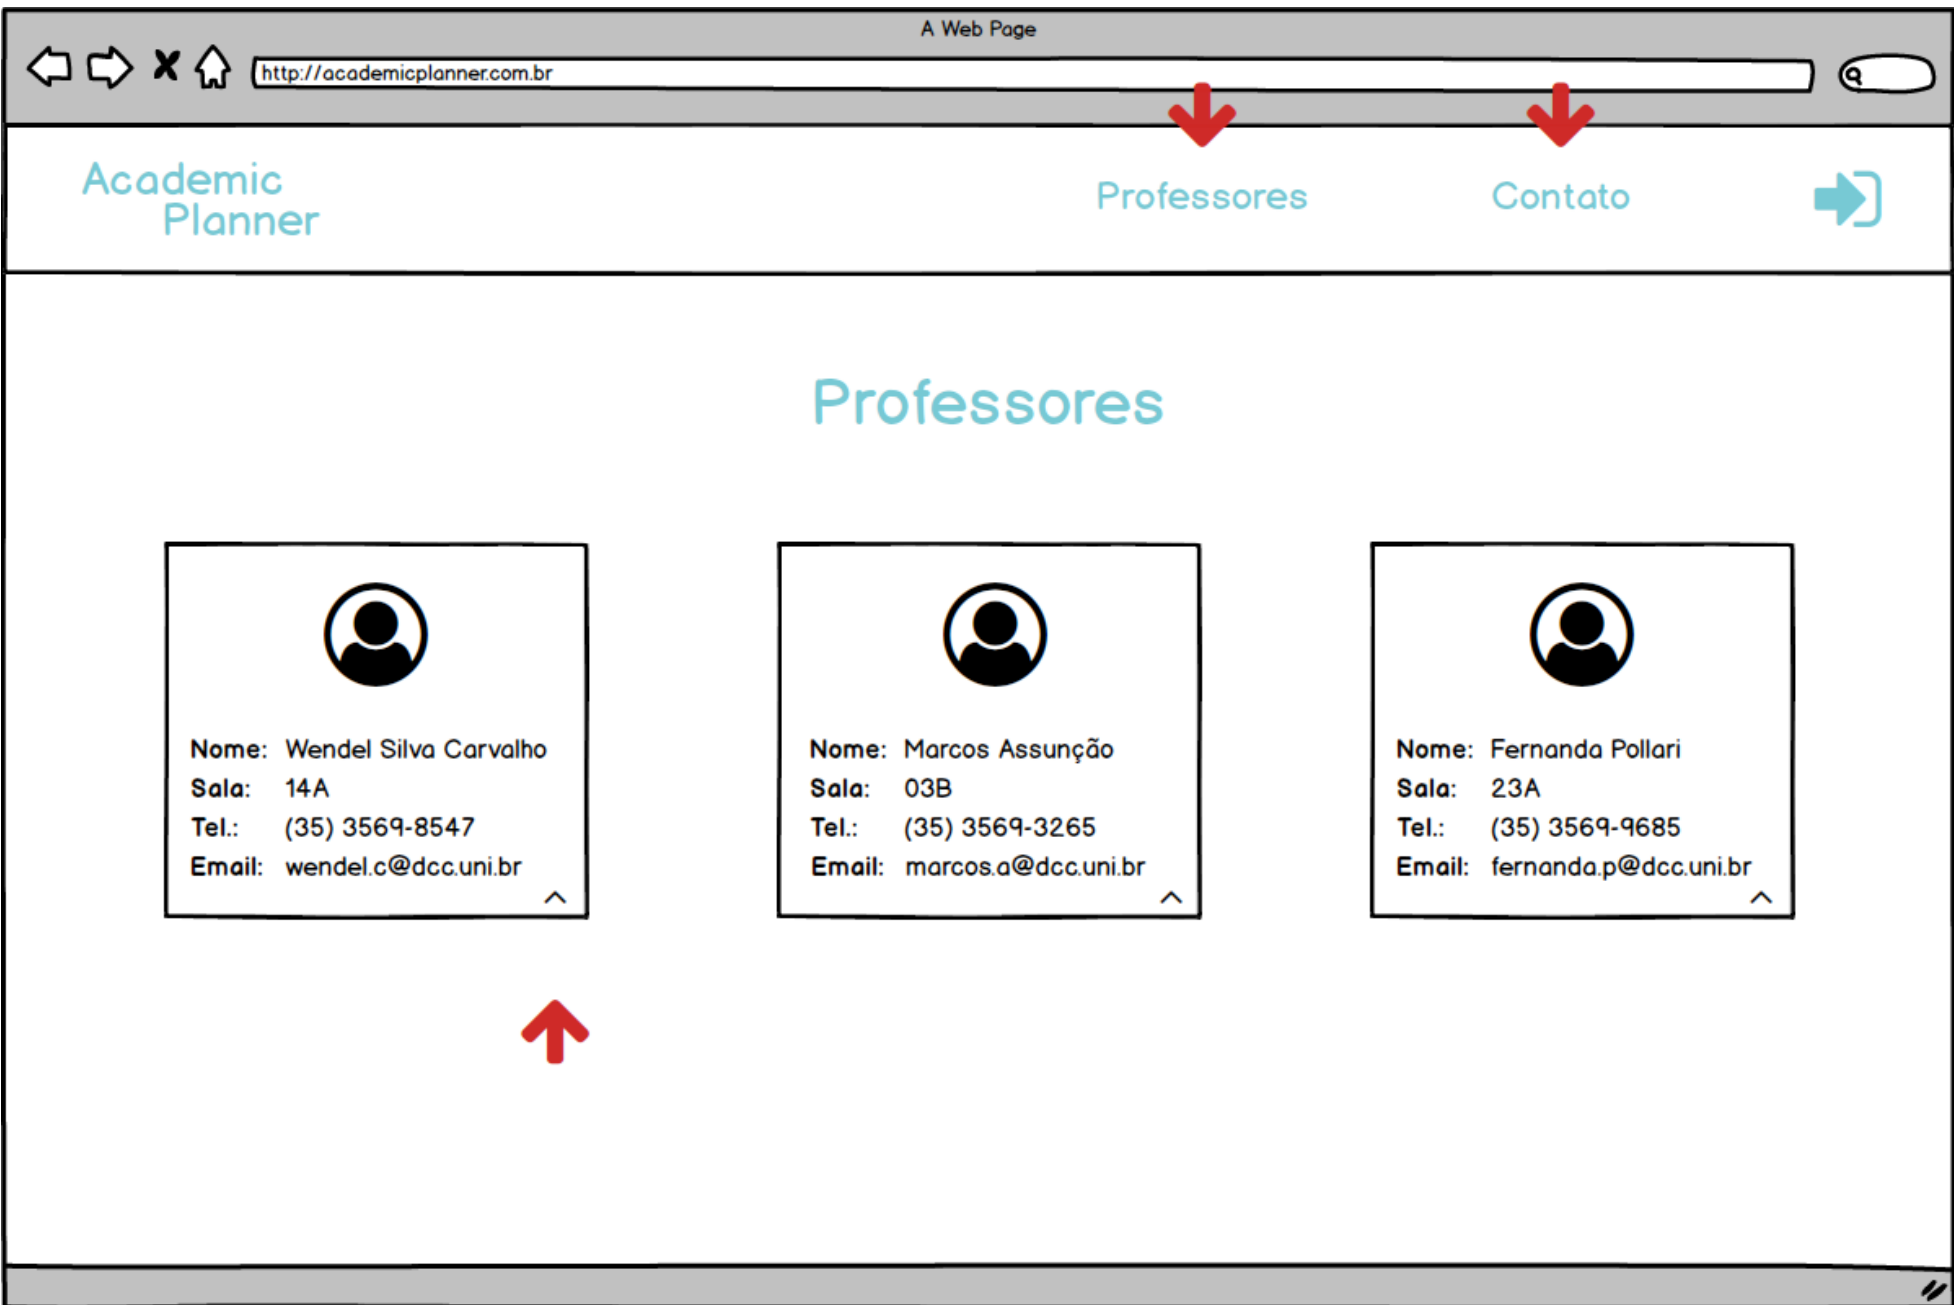 A Web Page
http://academicplanner.com.br
Academic
Planner
Professores
Contato
Professores
Nome: Wendel Silva Carvalho
Sala: 14A
Tel.: (35) 3569-8547
Email: wendel.c@dcc.uni.br
Nome: Marcos Assunção
Sala: 03B
Tel.: (35) 3569-3265
Email: marcos.a@dcc.uni.br
Nome: Fernanda Pollari
Sala: 23A
Tel.: (35) 3569-9685
Email: fernanda.p@dcc.uni.br